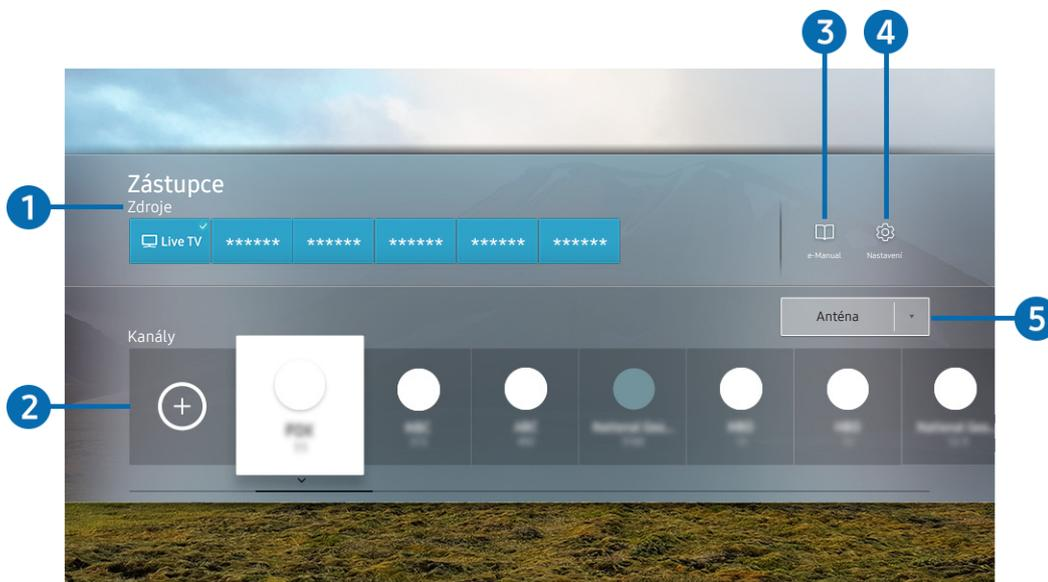 3 4
Zástupce
1
Zdroje
Live TV ****** ****** ****** ****** ******
e-Manual Nastavení
Anténa
5
Kanály
2